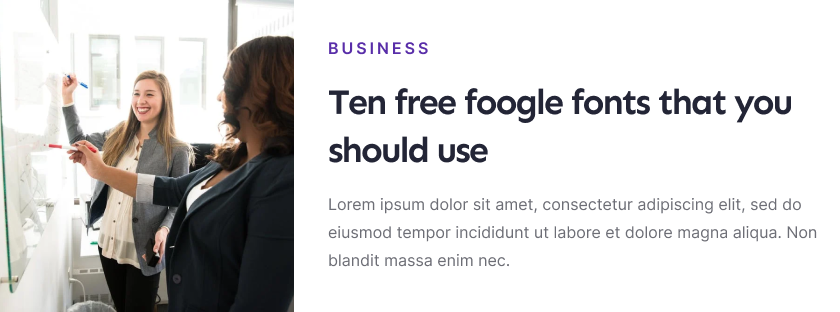 BUSINESS
Ten free foogle fonts that you
should use
Lorem ipsum dolor sit amet, consectetur adipiscing elit, sed do
eiusmod tempor incididunt ut labore et dolore magna aliqua. Non
blandit massa enim nec.